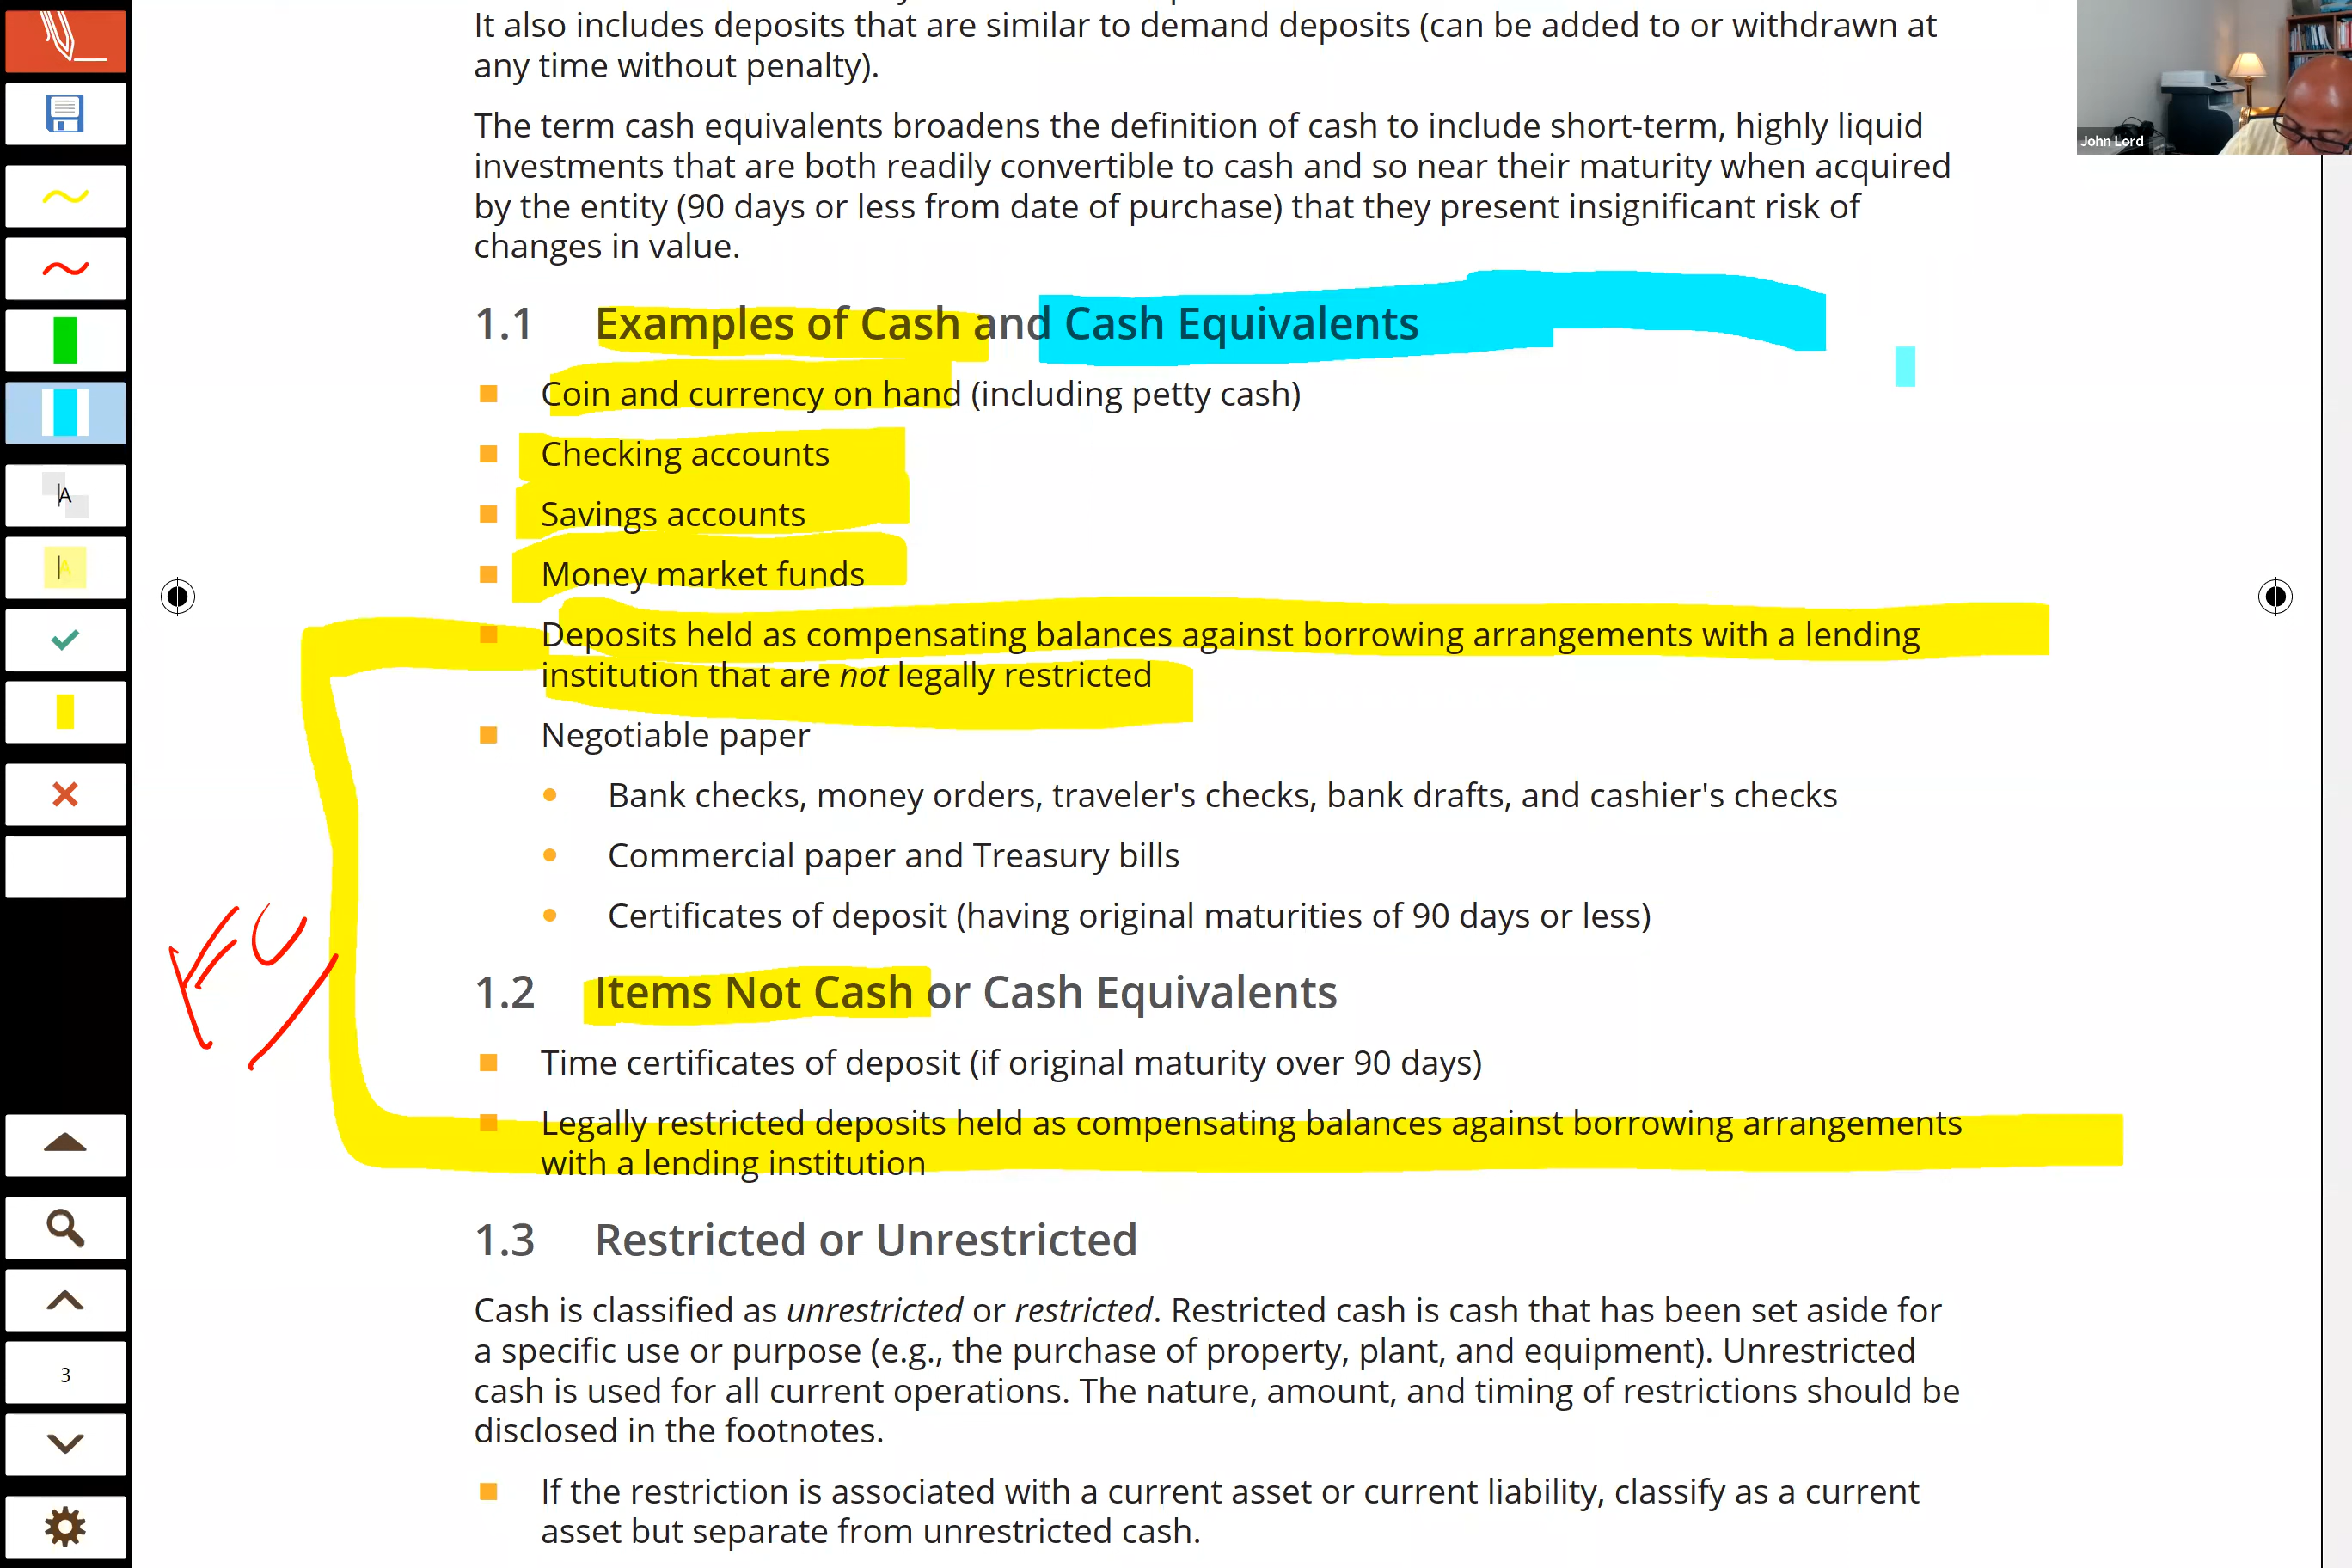 It also includes deposits that are similar to demand deposits (can be added to or withdrawn at
any time without penalty).
The term cash equivalents broadens the definition of cash to include short-term, highly liquid
investments that are both readily convertible to cash and so near their maturity when acquired
by the entity (90 days or less from date of purchase) that they present insignificant risk of
changes in value.
John Lord
1.1 Examples of Cash and Cash Equivalents
Coin and currency on hand (including petty cash)
Checking accounts
Savings accounts
Money market funds
Deposits held as compensating balances against borrowing arrangements with a lending
institution that are not legally restricted
Negotiable paper
Bank checks, money orders, traveler's checks, bank drafts, and cashier's checks
Commercial paper and Treasury bills
Certificates of deposit (having original maturities of 90 days or less)
1.2 Items Not Cash or Cash Equivalents
Time certificates of deposit (if original maturity over 90 days)
Legally restricted deposits held as compensating balances against borrowing arrangements
with a lending institution
1.3 Restricted or Unrestricted
Cash is classified as unrestricted or restricted. Restricted cash is cash that has been set aside for
a specific use or purpose (e.g., the purchase of property, plant, and equipment). Unrestricted
cash is used for all current operations. The nature, amount, and timing of restrictions should be
disclosed in the footnotes.
If the restriction is associated with a current asset or current liability, classify as a current
asset but separate from unrestricted cash.
A
A
3